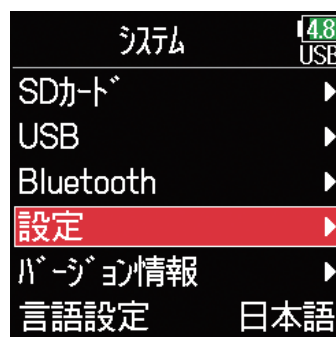 システム 4.8
USB
SDカード
USB
Bluetooth
設定
バージョン情報
言語設定 日本語